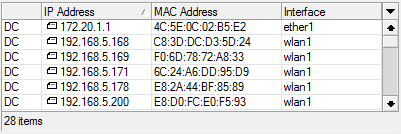 IP Address MAC Address Interface
DC 172.20.1.1 4C:5E:0C:02:B5:E2 ether1
DC 192.168.5.168 C8:3D:DC:D3:5D:24 wlan1
DC 192.168.5.169 F0:6D:78:72:A8:33 wlan1
DC 192.168.5.171 6C:24:A6:DD:95:D9 wlan1
DC 192.168.5.178 E8:2A:44:BF:85:89 wlan1
DC 192.168.5.200 E8:D0:FC:E0:F5:93 wlan1
28 items